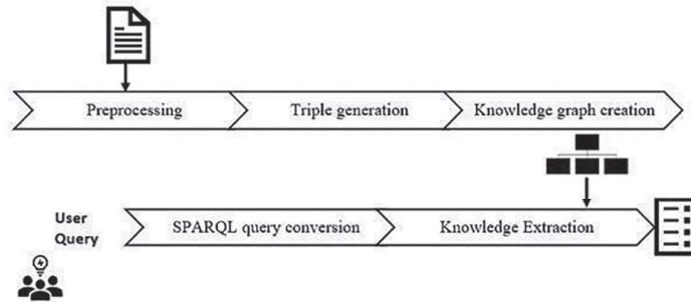 Preprocessing
Triple generation
Knowledge graph creation
User
Query
SPARQL query conversion
Knowledge Extraction